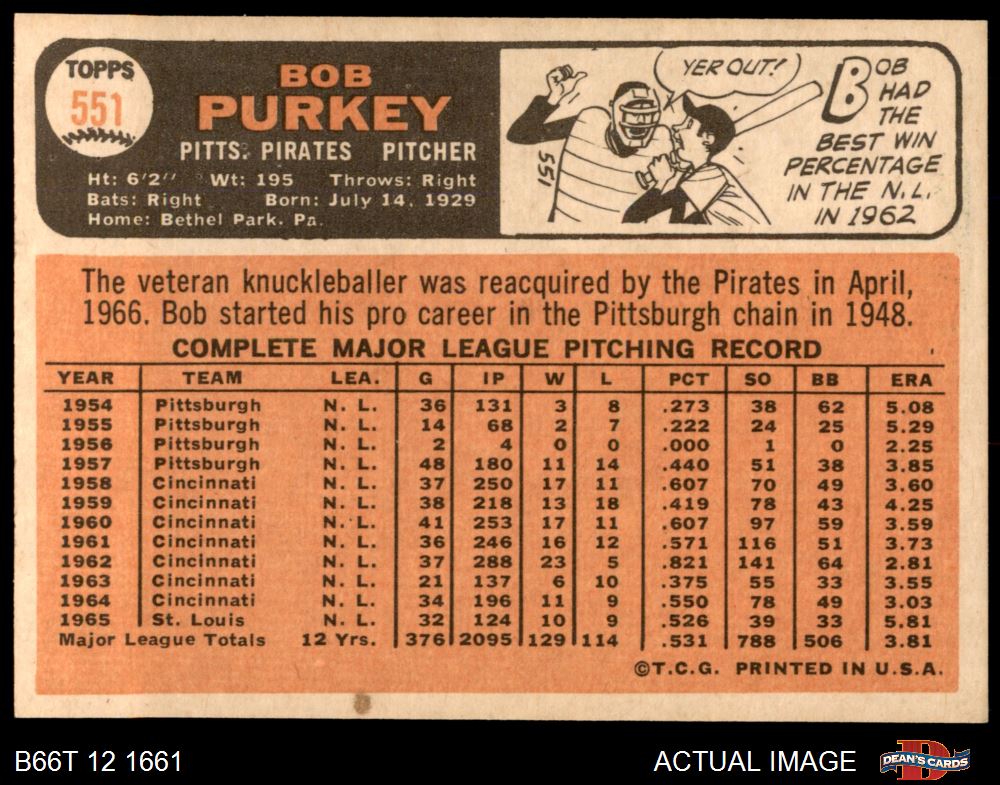 TOPPS
551
BOB
PURKEY
PITTS. PIRATES PITCHER
Ht: 6'2" Wt: 195 Throws: Right
Bats: Right Born: July 14, 1929
Home: Bethel Park, Pa.
YER OUT!
551
BOB
HAD
THE
BEST WIN
PERCENTAGE
IN THE N.L.
IN 1962
The veteran knuckleballer was reacquired by the Pirates in April,
1966. Bob started his pro career in the Pittsburgh chain in 1948.
COMPLETE MAJOR LEAGUE PITCHING RECORD
YEAR TEAM LEA. G IP W L PCT SO BB ERA
1954 Pittsburgh N. L. 36 131 3 8 .273 38 62 5.08
1955 Pittsburgh N. L. 14 68 2 7 .222 24 25 5.29
1956 Pittsburgh N. L. 2 4 0 0 .000 1 0 2.25
1957 Pittsburgh N. L. 48 180 11 14 .440 51 38 3.85
1958 Cincinnati N. L. 37 250 17 11 .607 70 49 3.60
1959 Cincinnati N. L. 38 218 13 18 .419 78 43 4.25
1960 Cincinnati N. L. 41 253 17 11 .607 97 59 3.59
1961 Cincinnati N. L. 36 246 16 12 .571 116 51 3.73
1962 Cincinnati N. L. 37 288 23 5 .821 141 64 2.81
1963 Cincinnati N. L. 21 137 6 10 .375 55 33 3.55
1964 Cincinnati N. L. 34 196 11 9 .550 78 49 3.03
1965 St. Louis N. L. 32 124 10 9 .526 39 33 5.81
Major League Totals 12 Yrs. 376 2095 129 114 .531 788 506 3.81
©T.C.G. PRINTED IN U.S.A.
B66T 12 1661
ACTUAL IMAGE
D
DEAN'S CARDS